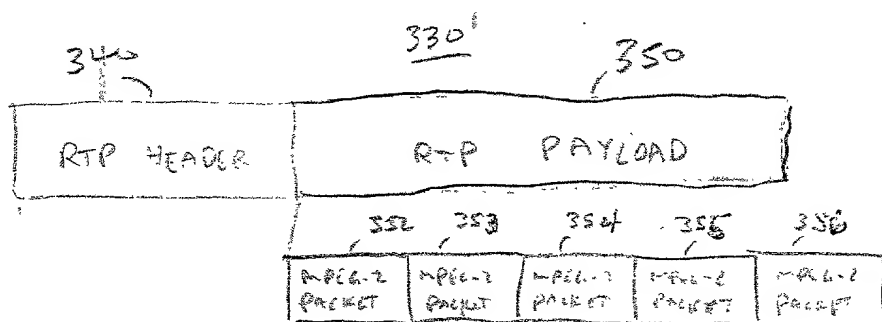 330'
340
350
RTP HEADER
RTP PAYLOAD
352 353 354 355 356
MPEG-2 MPEG-2 MPEG-2 MPEG-2 MPEG-2
PACKET PACKET PACKET PACKET PACKET